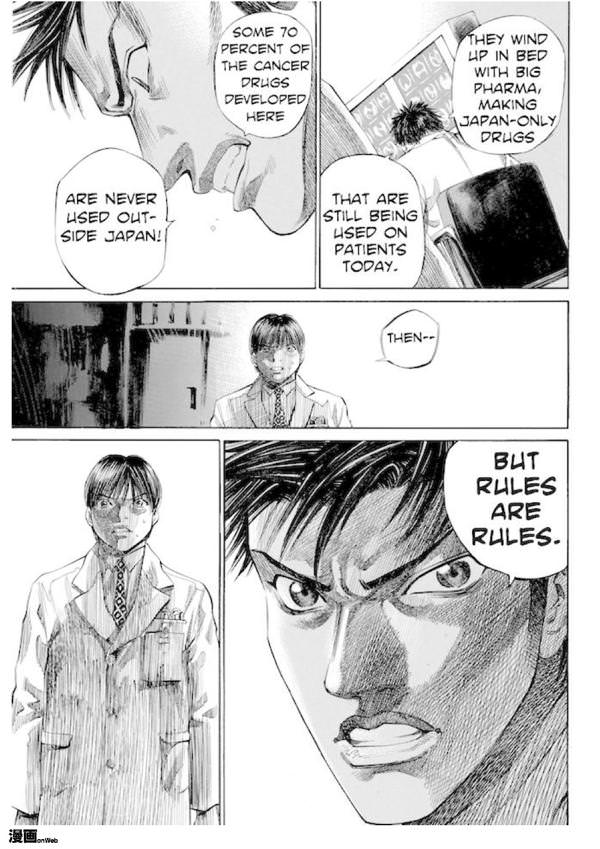 THEY WIND
UP IN BED
WITH BIG
PHARMA,
MAKING
JAPAN-ONLY
DRUGS
THAT ARE
STILL BEING
USED ON
PATIENTS
TODAY.
SOME 70
PERCENT OF
THE CANCER
DRUGS
DEVELOPED
HERE
ARE NEVER
USED OUT-
SIDE JAPAN!
THEN--
BUT
RULES
ARE
RULES.
漫画onWeb